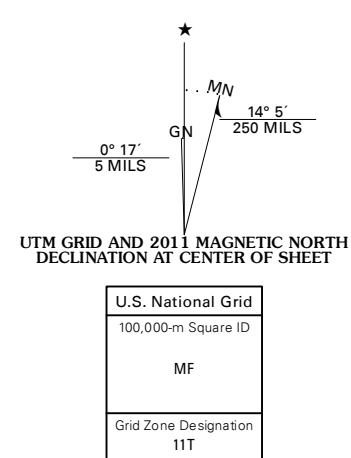 ★
MN
14° 5´
250 MILS
GN
0° 17´
5 MILS
UTM GRID AND 2011 MAGNETIC NORTH
DECLINATION AT CENTER OF SHEET
U.S. National Grid
100,000-m Square ID
MF
Grid Zone Designation
11T